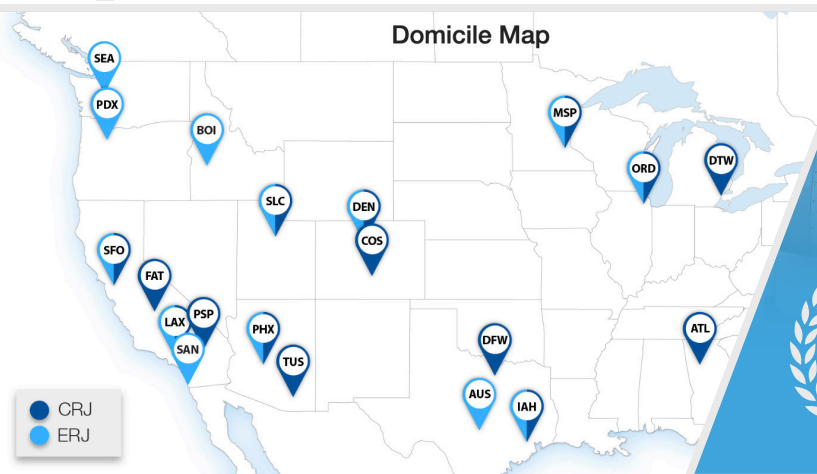 Domicile Map
SEA
PDX
BOI
MSP
ORD
DTW
SLC
DEN
COS
SFO
FAT
LAX
PSP
SAN
PHX
TUS
DFW
ATL
AUS
IAH
CRJ
ERJ